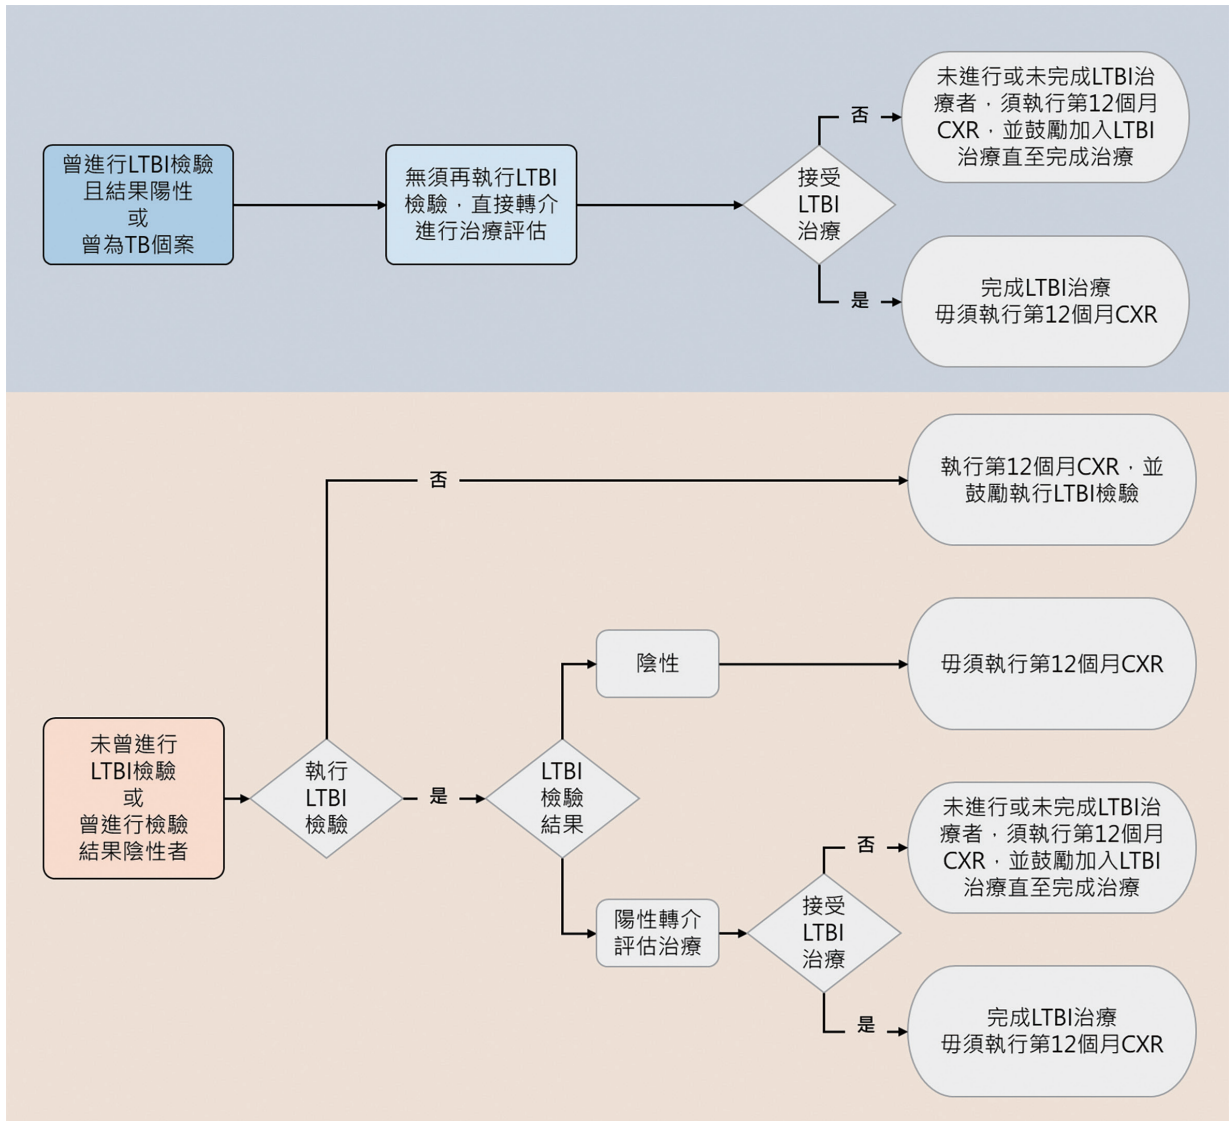 曾進行LTBI檢驗
且結果陽性
或
曾為TB個案
無須再執行LTBI
檢驗，直接轉介
進行治療評估
接受
LTBI
治療
否
未進行或未完成LTBI治
療者，須執行第12個月
CXR，並鼓勵加入LTBI
治療直至完成治療
是
完成LTBI治療
毋須執行第12個月CXR
未曾進行
LTBI檢驗
或
曾進行檢驗
結果陰性者
執行
LTBI
檢驗
否
執行第12個月CXR，並
鼓勵執行LTBI檢驗
是
LTBI
檢驗
結果
陰性
毋須執行第12個月CXR
陽性轉介
評估治療
接受
LTBI
治療
否
未進行或未完成LTBI治
療者，須執行第12個月
CXR，並鼓勵加入LTBI
治療直至完成治療
是
完成LTBI治療
毋須執行第12個月CXR